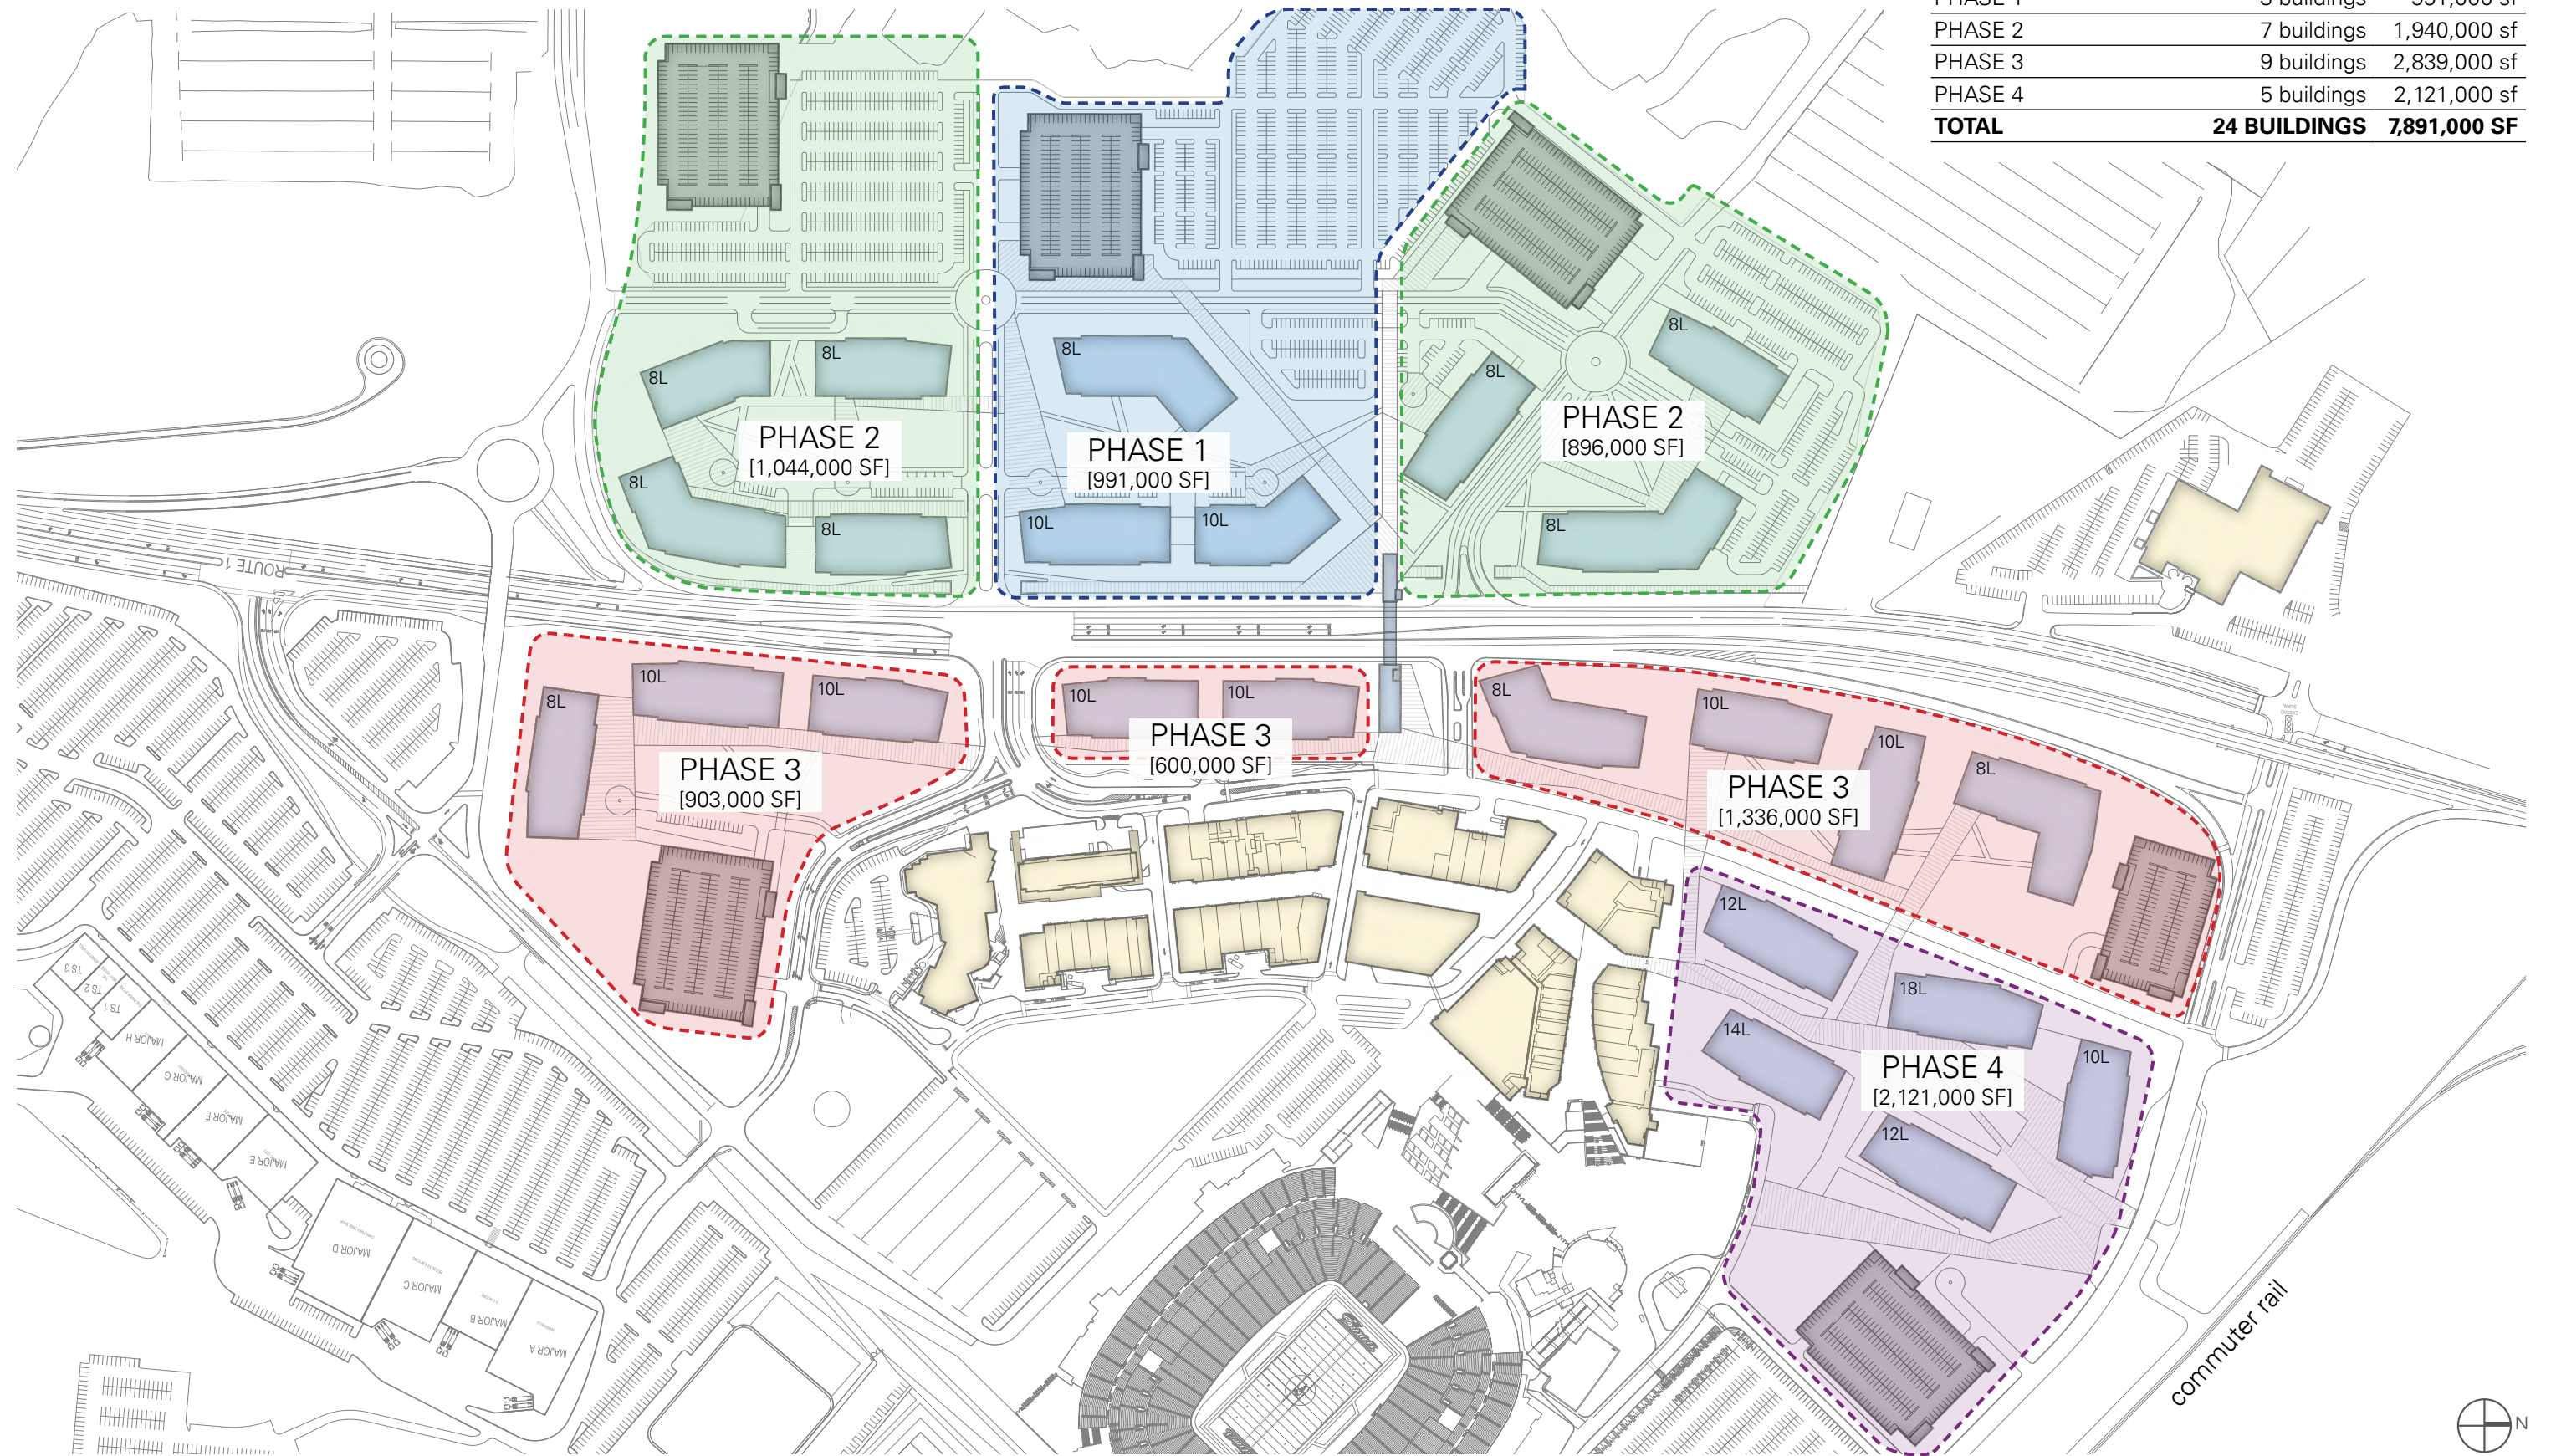 PHASE 2 7 buildings 1,940,000 sf
PHASE 3 9 buildings 2,839,000 sf
PHASE 4 5 buildings 2,121,000 sf
TOTAL 24 BUILDINGS 7,891,000 SF
8L
8L
8L
8L
PHASE 2
[1,044,000 SF]
8L
10L
10L
PHASE 1
[991,000 SF]
8L
8L
8L
PHASE 2
[896,000 SF]
ROUTE 1
8L
10L
10L
PHASE 3
[903,000 SF]
10L
10L
PHASE 3
[600,000 SF]
8L
10L
10L
8L
PHASE 3
[1,336,000 SF]
12L
18L
14L
10L
12L
PHASE 4
[2,121,000 SF]
TS 3
TS 2
TS 1
MAJOR H
MAJOR G
MAJOR F
MAJOR E
MAJOR D
MAJOR C
MAJOR B
MAJOR A
commuter rail
N